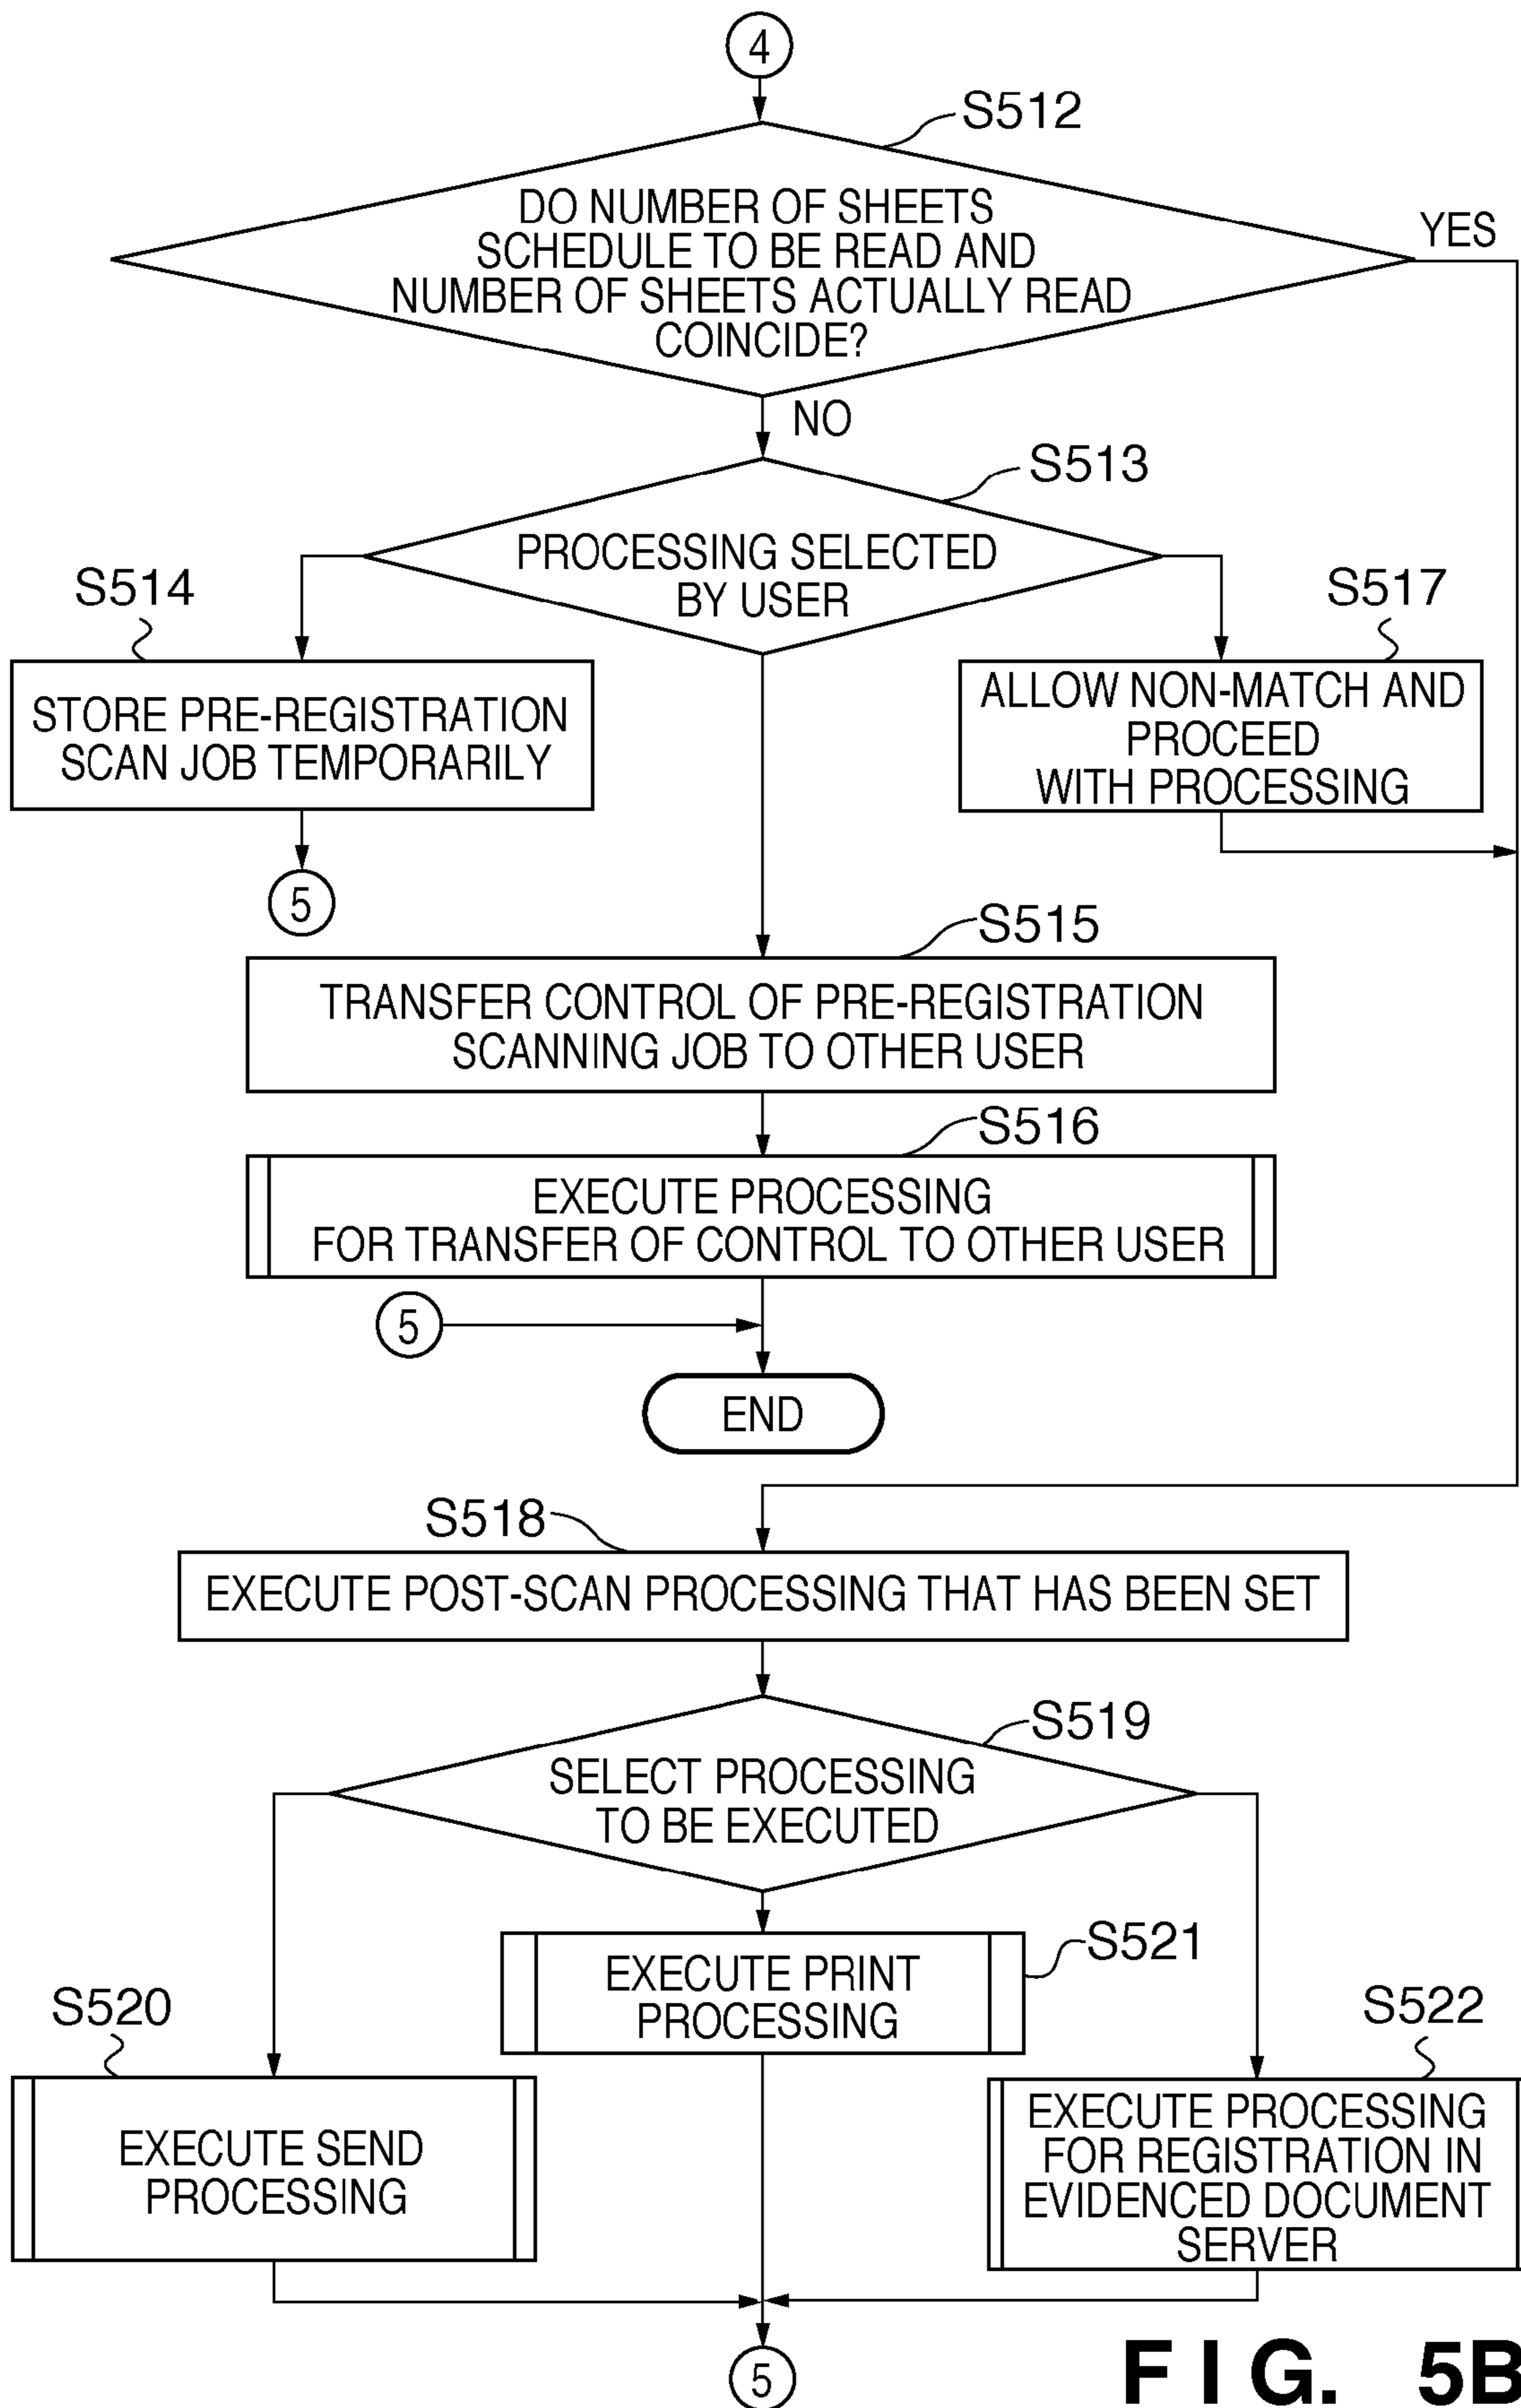 4
S512
DO NUMBER OF SHEETS
SCHEDULE TO BE READ AND
NUMBER OF SHEETS ACTUALLY READ
COINCIDE?
YES
NO
S513
PROCESSING SELECTED
BY USER
S514
STORE PRE-REGISTRATION
SCAN JOB TEMPORARILY
5
S517
ALLOW NON-MATCH AND
PROCEED
WITH PROCESSING
S515
TRANSFER CONTROL OF PRE-REGISTRATION
SCANNING JOB TO OTHER USER
S516
EXECUTE PROCESSING
FOR TRANSFER OF CONTROL TO OTHER USER
5
END
S518
EXECUTE POST-SCAN PROCESSING THAT HAS BEEN SET
S519
SELECT PROCESSING
TO BE EXECUTED
S521
EXECUTE PRINT
PROCESSING
S520
EXECUTE SEND
PROCESSING
S522
EXECUTE PROCESSING
FOR REGISTRATION IN
EVIDENCED DOCUMENT
SERVER
5
FIG. 5B